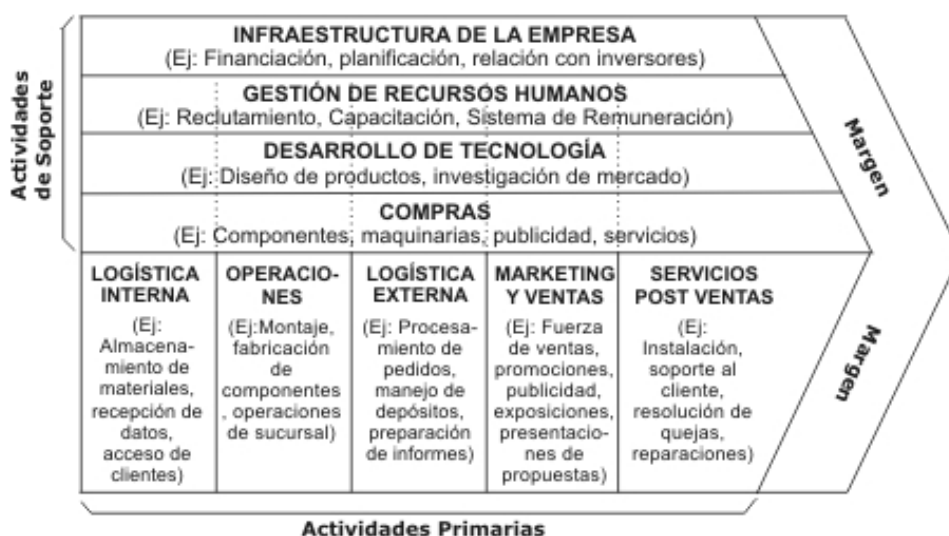 Actividades
de Soporte
INFRAESTRUCTURA DE LA EMPRESA
(Ej: Financiación, planificación, relación con inversores)
GESTIÓN DE RECURSOS HUMANOS
(Ej: Reclutamiento, Capacitación, Sistema de Remuneración)
DESARROLLO DE TECNOLOGÍA
(Ej: Diseño de productos, investigación de mercado)
COMPRAS
(Ej: Componentes, maquinarias, publicidad, servicios)
Margen
LOGÍSTICA
INTERNA
(Ej:
Almacena-
miento de
materiales,
recepción de
datos,
acceso de
clientes)
OPERACIO-
NES
(Ej:Montaje,
fabricación
de
componentes
, operaciones
de sucursal)
LOGÍSTICA
EXTERNA
(Ej: Procesa-
miento de
pedidos,
manejo de
depósitos,
preparación
de informes)
MARKETING
Y VENTAS
(Ej: Fuerza
de ventas,
promociones,
publicidad,
exposiciones,
presentacio-
nes de
propuestas)
SERVICIOS
POST VENTAS
(Ej:
Instalación,
soporte al
cliente,
resolución de
quejas,
reparaciones)
Margen
Actividades Primarias